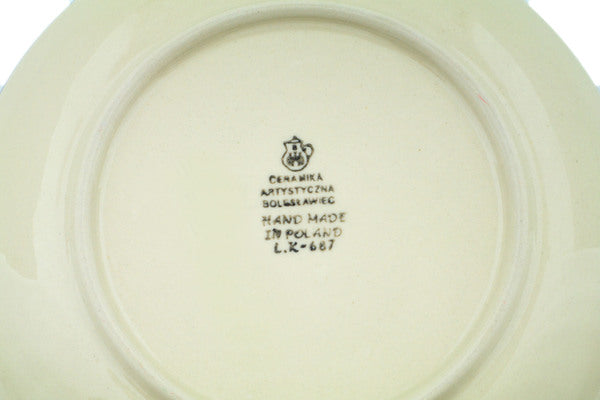 CERAMIKA
ARTYSTYCZNA
BOLESŁAWIEC
HAND MADE
IN POLAND
L.K-687